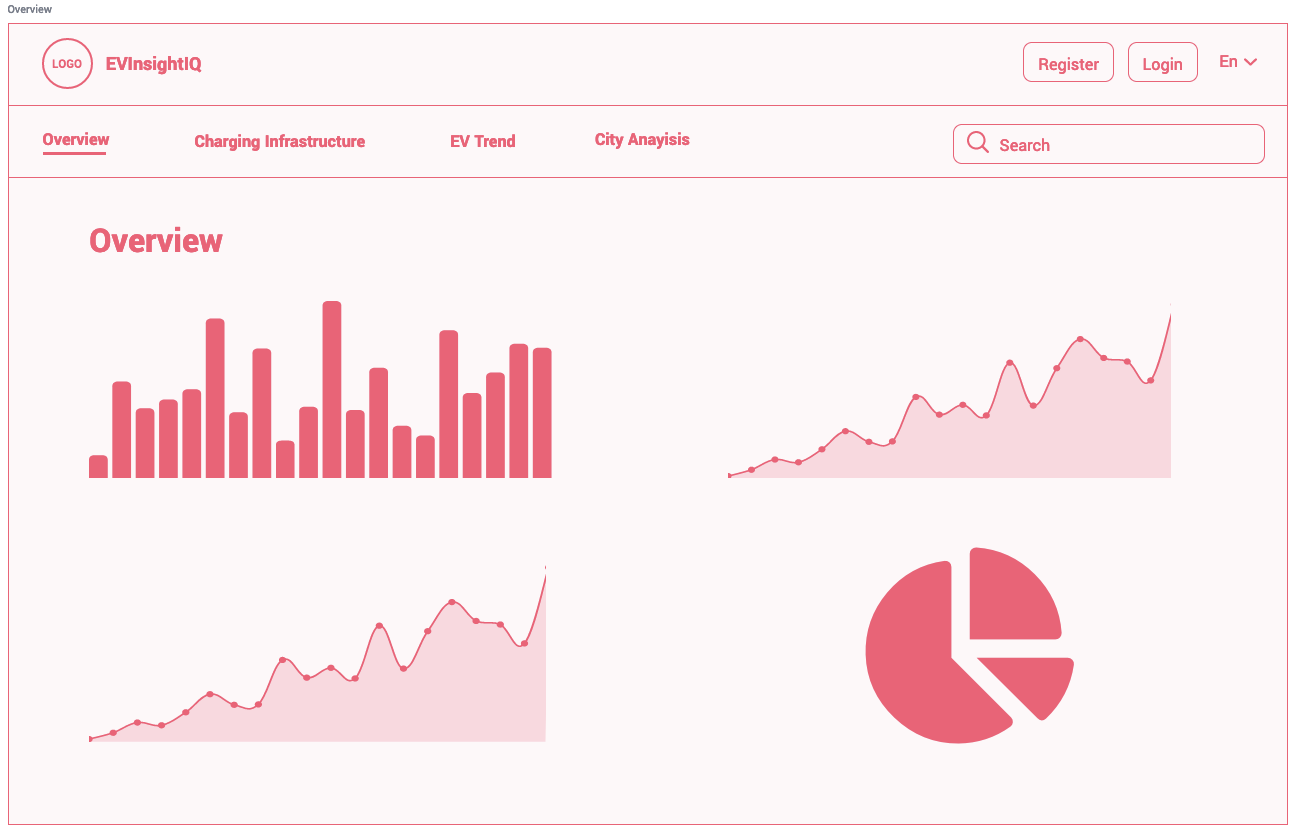 Overview
LOGO
EVInsightIQ
Register
Login
En
Overview
Charging Infrastructure
EV Trend
City Anayisis
Search
Overview